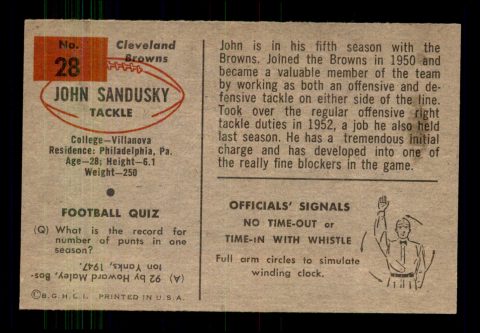 No.
28
Cleveland
Browns
JOHN SANDUSKY
TACKLE
College—Villanova
Residence: Philadelphia, Pa.
Age—28; Height—6.1
Weight—250
FOOTBALL QUIZ
(Q) What is the record for
number of punts in one
season?
(A) 92 by Howard Maley, Bos-
ton Yanks, 1947.
©B.G.H.L.I. PRINTED IN U.S.A.
John is in his fifth season with the
Browns. Joined the Browns in 1950 and
became a valuable member of the team
by working as both an offensive and de-
fensive tackle on either side of the line.
Took over the regular offensive right
tackle duties in 1952, a job he also held
last season. He has a tremendous initial
charge and has developed into one of
the really fine blockers in the game.
OFFICIALS' SIGNALS
NO TIME-OUT or
TIME-IN WITH WHISTLE
Full arm circles to simulate
winding clock.